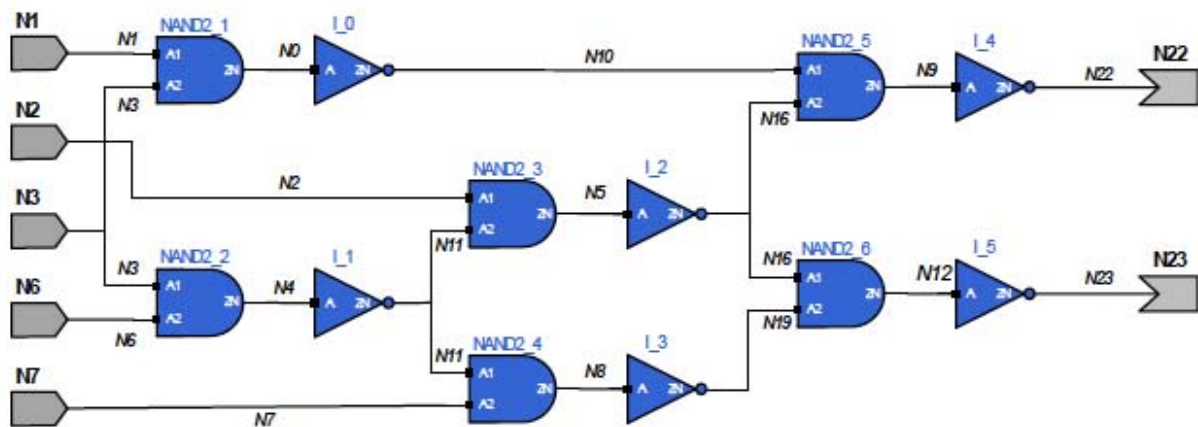 N1
N1
NAND2_1
A1
A2
ZN
N0
I_0
A
ZN
N10
NAND2_5
A1
A2
ZN
N9
I_4
A
ZN
N22
N22
N3
N16
N2
N2
NAND2_3
A1
A2
ZN
N5
I_2
A
ZN
N3
N11
N3
NAND2_2
A1
A2
ZN
N4
I_1
A
ZN
N16
NAND2_6
A1
A2
ZN
N12
I_5
A
ZN
N23
N23
N6
N6
N19
N11
NAND2_4
A1
A2
ZN
N8
I_3
A
ZN
N7
N7